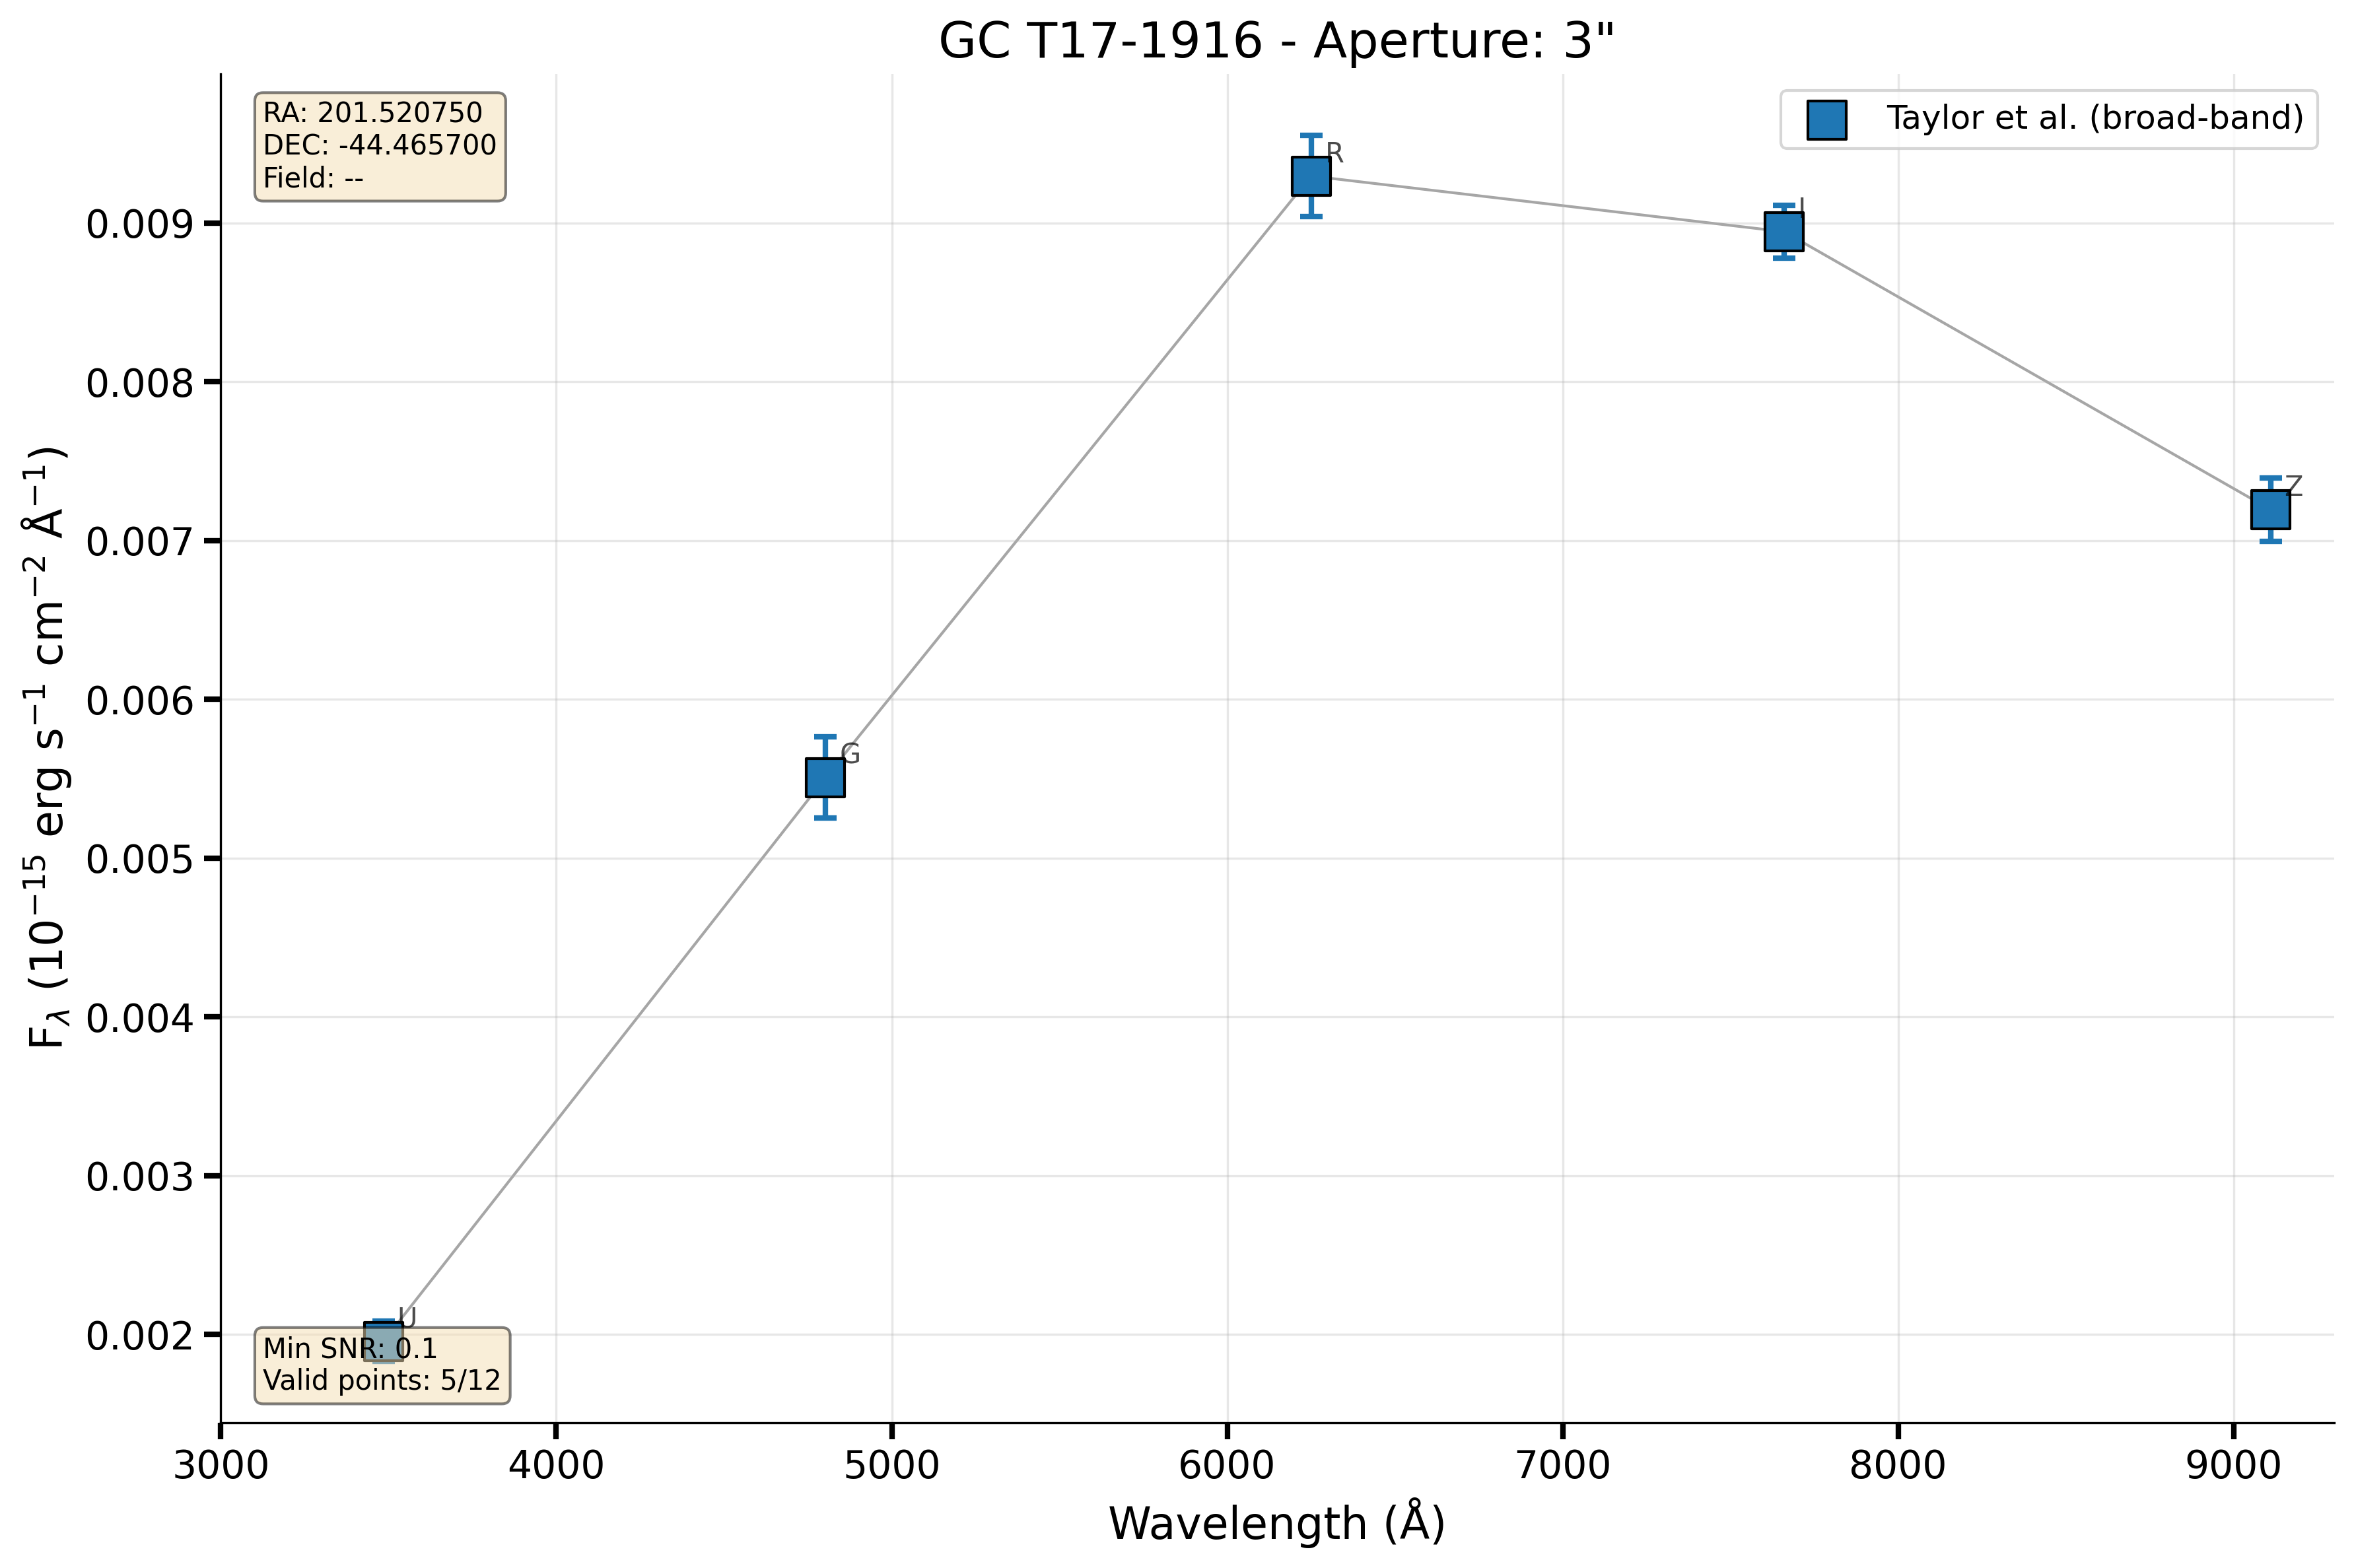 GC T17-1916 - Aperture: 3"
RA: 201.520750
DEC: -44.465700
Field: --
Taylor et al. (broad-band)
R
I
Z
G
U
Min SNR: 0.1
Valid points: 5/12
0.009
0.008
0.007
0.006
0.005
0.004
0.003
0.002
F_λ (10⁻¹⁵ erg s⁻¹ cm⁻² Å⁻¹)
3000 4000 5000 6000 7000 8000 9000
Wavelength (Å)